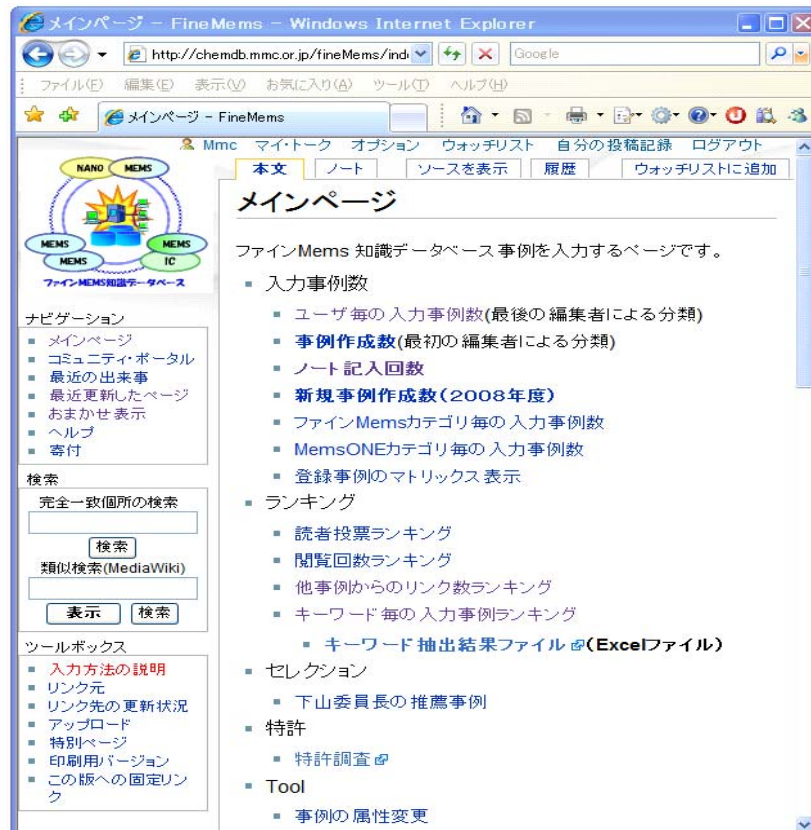 メインページ - FineMems - Windows Internet Explorer
http://chemdb.mmc.or.jp/fineMems/ind
Google
ファイル(F) 編集(E) 表示(V) お気に入り(A) ツール(T) ヘルプ(H)
メインページ - FineMems
Mmc マイ・トーク オプション ウォッチリスト 自分の投稿記録 ログアウト
本文 ノート ソースを表示 履歴 ウォッチリストに追加
NANO MEMS
MEMS MEMS
MEMS IC
ファインMEMS知識データベース
ナビゲーション
メインページ
コミュニティ・ポータル
最近の出来事
最近更新したページ
おまかせ表示
ヘルプ
寄付
検索
完全一致個所の検索
検索
類似検索(MediaWiki)
表示 検索
ツールボックス
入力方法の説明
リンク元
リンク先の更新状況
アップロード
特別ページ
印刷用バージョン
この版への固定リン
ク
メインページ
ファインMems 知識データベース事例を入力するページです。
入力事例数
ユーザ毎の入力事例数(最後の編集者による分類)
事例作成数(最初の編集者による分類)
ノート記入回数
新規事例作成数(2008年度)
ファインMemsカテゴリ毎の入力事例数
MemsONEカテゴリ毎の入力事例数
登録事例のマトリックス表示
ランキング
読者投票ランキング
閲覧回数ランキング
他事例からのリンク数ランキング
キーワード毎の入力事例ランキング
キーワード抽出結果ファイル(Excelファイル)
セレクション
下山委員長の推薦事例
特許
特許調査
Tool
事例の属性変更